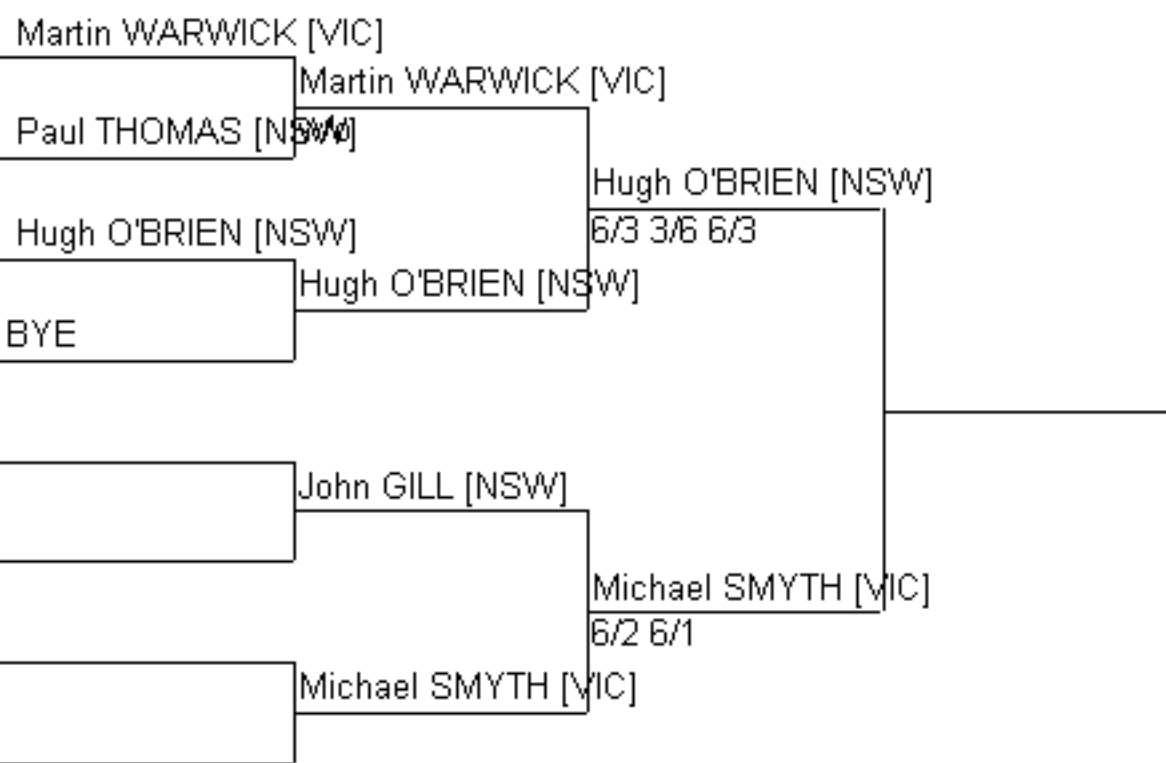 Martin WARWICK [VIC]
Martin WARWICK [VIC]
Paul THOMAS [NSW]
Hugh O'BRIEN [NSW]
6/3 3/6 6/3
Hugh O'BRIEN [NSW]
Hugh O'BRIEN [NSW]
BYE
John GILL [NSW]
Michael SMYTH [VIC]
6/2 6/1
Michael SMYTH [VIC]